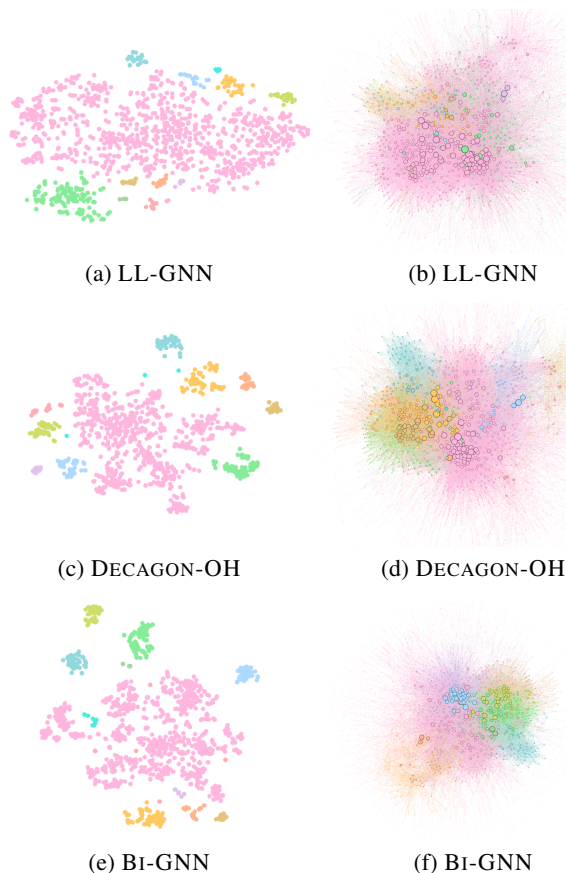 (a) LL-GNN
(b) LL-GNN
(c) DECAGON-OH
(d) DECAGON-OH
(e) BI-GNN
(f) BI-GNN